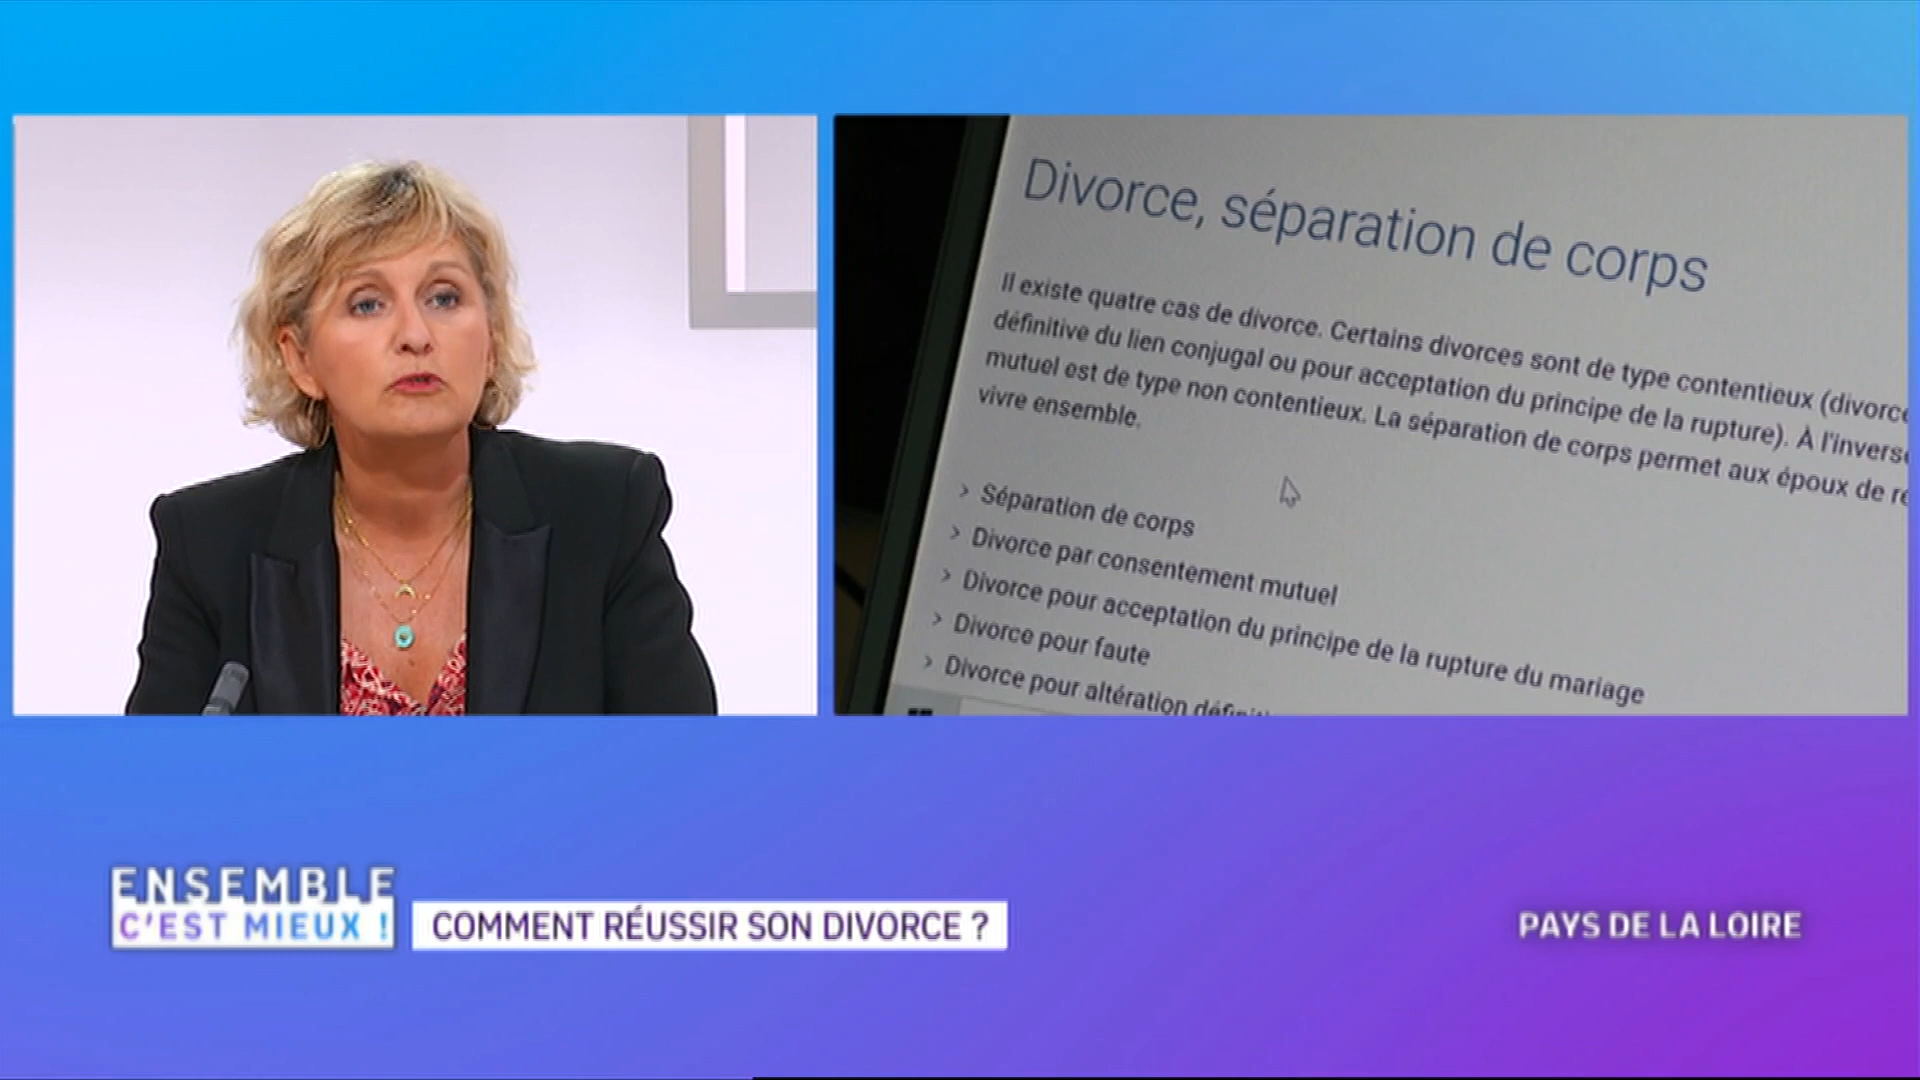 Divorce, séparation de corps
Il existe quatre cas de divorce. Certains divorces sont de type contentieux (divorce
définitive du lien conjugal ou pour acceptation du principe de la rupture). À l'inverse
mutuel est de type non contentieux. La séparation de corps permet aux époux de
vivre ensemble.
> Séparation de corps
> Divorce par consentement mutuel
> Divorce pour acceptation du principe de la rupture du mariage
> Divorce pour faute
> Divorce pour altération
ENSEMBLE
C'EST MIEUX !
COMMENT RÉUSSIR SON DIVORCE ?
PAYS DE LA LOIRE